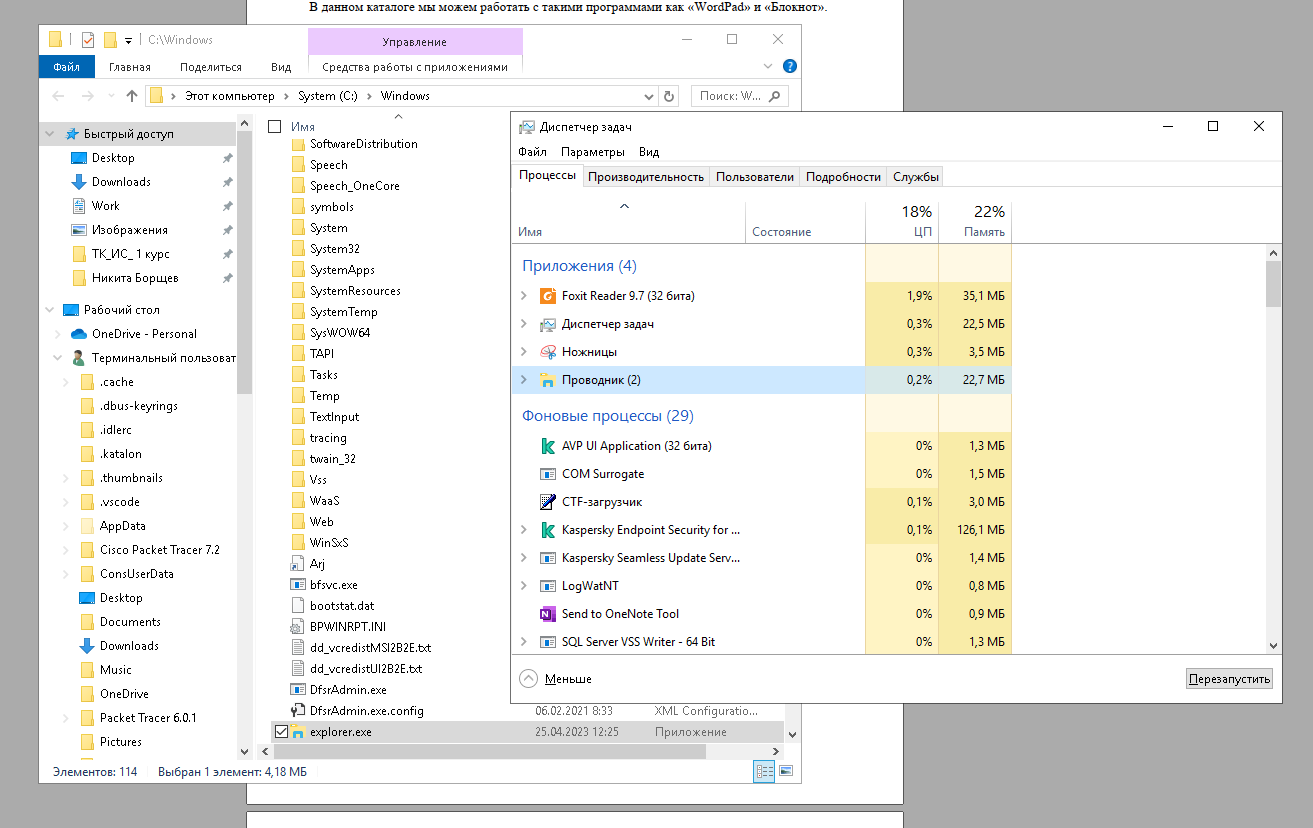 В данном каталоге мы можем работать с такими программами как «WordPad» и «Блокнот».
C:\Windows
Управление
Файл
Главная
Поделиться
Вид
Средства работы с приложениями
Этот компьютер
System (C:)
Windows
Поиск: W...
Быстрый доступ
Desktop
Downloads
Work
Изображения
ТК_ИС_ 1 курс
Никита Борщев
Рабочий стол
OneDrive - Personal
Терминальный пользоват
.cache
.dbus-keyrings
.idlerc
.katalon
.thumbnails
.vscode
AppData
Cisco Packet Tracer 7.2
ConsUserData
Desktop
Documents
Downloads
Music
OneDrive
Packet Tracer 6.0.1
Pictures
Имя
SoftwareDistribution
Speech
Speech_OneCore
symbols
System
System32
SystemApps
SystemResources
SystemTemp
SysWOW64
TAPI
Tasks
Temp
TextInput
tracing
twain_32
Vss
WaaS
Web
WinSxS
Arj
bfsvc.exe
bootstat.dat
BPWINRPT.INI
dd_vcredistMSI2B2E.txt
dd_vcredistUI2B2E.txt
DfsrAdmin.exe
DfsrAdmin.exe.config 06.02.2021 8:33 XML Configuratio...
explorer.exe 25.04.2023 12:25 Приложение
Элементов: 114 Выбран 1 элемент: 4,18 МБ
Диспетчер задач
Файл Параметры Вид
Процессы Производительность Пользователи Подробности Службы
18% 22%
Имя Состояние ЦП Память
Приложения (4)
Foxit Reader 9.7 (32 бита) 1,9% 35,1 МБ
Диспетчер задач 0,3% 22,5 МБ
Ножницы 0,3% 3,5 МБ
Проводник (2) 0,2% 22,7 МБ
Фоновые процессы (29)
AVP UI Application (32 бита) 0% 1,3 МБ
COM Surrogate 0% 1,5 МБ
CTF-загрузчик 0,1% 3,0 МБ
Kaspersky Endpoint Security for ... 0,1% 126,1 МБ
Kaspersky Seamless Update Serv... 0% 1,4 МБ
LogWatNT 0% 0,8 МБ
Send to OneNote Tool 0% 0,9 МБ
SQL Server VSS Writer - 64 Bit 0% 1,3 МБ
Меньше
Перезапустить